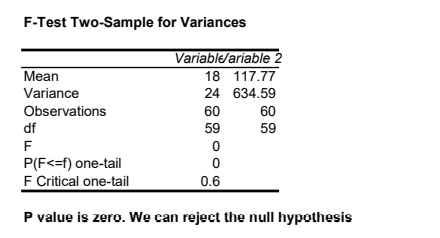 F-Test Two-Sample for Variances
Variable Variable 2
Mean 18 117.77
Variance 24 634.59
Observations 60 60
df 59 59
F 0
P(F<=f) one-tail 0
F Critical one-tail 0.6
P value is zero. We can reject the null hypothesis